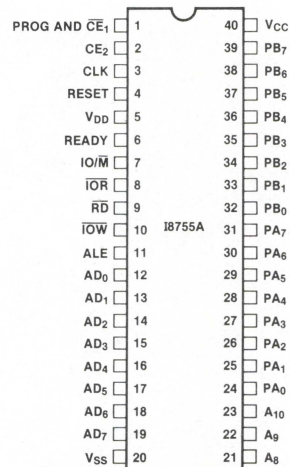 PROG AND C̅E̅₁ 1 40 VCC
CE₂ 2 39 PB₇
CLK 3 38 PB₆
RESET 4 37 PB₅
VDD 5 36 PB₄
READY 6 35 PB₃
IO/M̅ 7 34 PB₂
I̅O̅R̅ 8 33 PB₁
R̅D̅ 9 32 PB₀
I̅O̅W̅ 10 I8755A 31 PA₇
ALE 11 30 PA₆
AD₀ 12 29 PA₅
AD₁ 13 28 PA₄
AD₂ 14 27 PA₃
AD₃ 15 26 PA₂
AD₄ 16 25 PA₁
AD₅ 17 24 PA₀
AD₆ 18 23 A₁₀
AD₇ 19 22 A₉
VSS 20 21 A₈